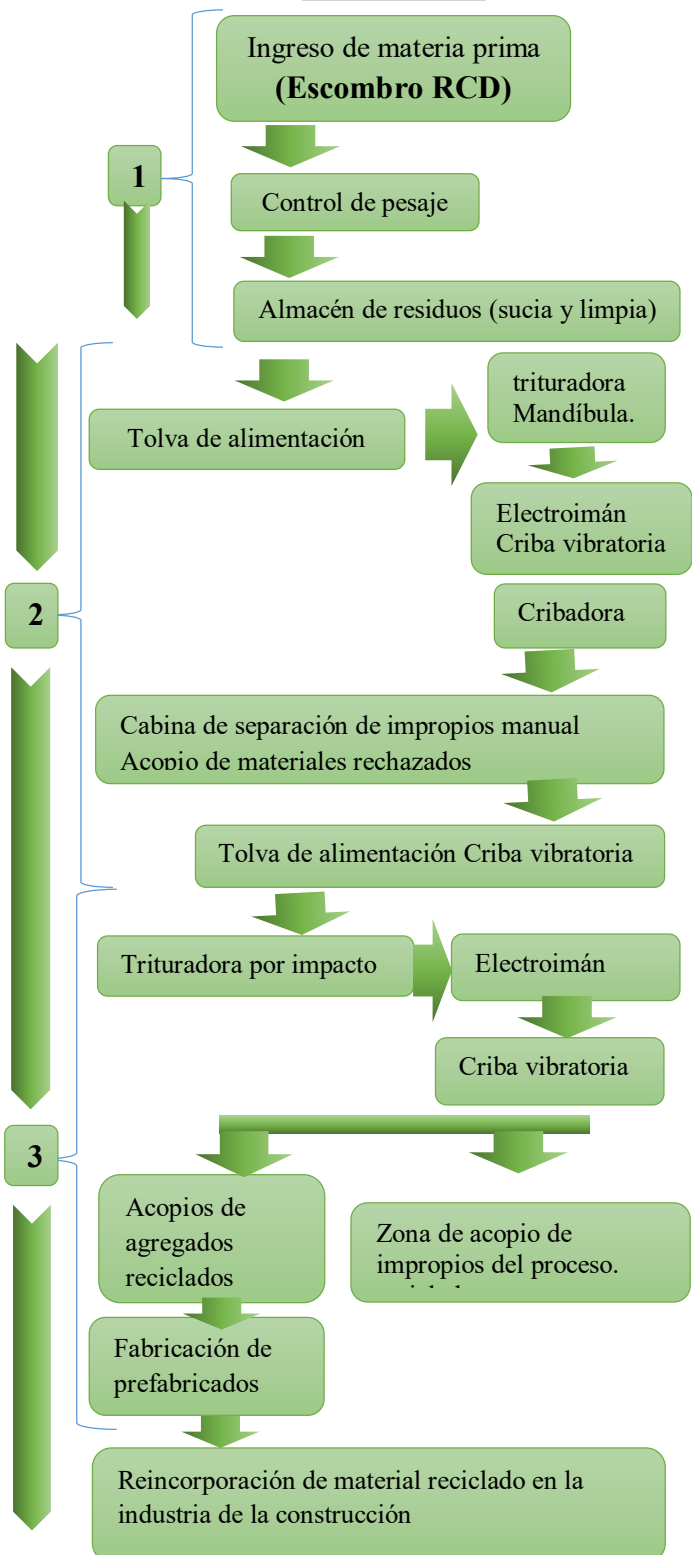 Ingreso de materia prima
(Escombro RCD)
1
Control de pesaje
Almacén de residuos (sucia y limpia)
Tolva de alimentación
trituradora
Mandíbula.
Electroimán
Criba vibratoria
2
Cribadora
Cabina de separación de impropios manual
Acopio de materiales rechazados
Tolva de alimentación Criba vibratoria
Trituradora por impacto
Electroimán
Criba vibratoria
3
Acopios de
agregados
reciclados
Zona de acopio de
impropios del proceso.
Fabricación de
prefabricados
Reincorporación de material reciclado en la
industria de la construcción